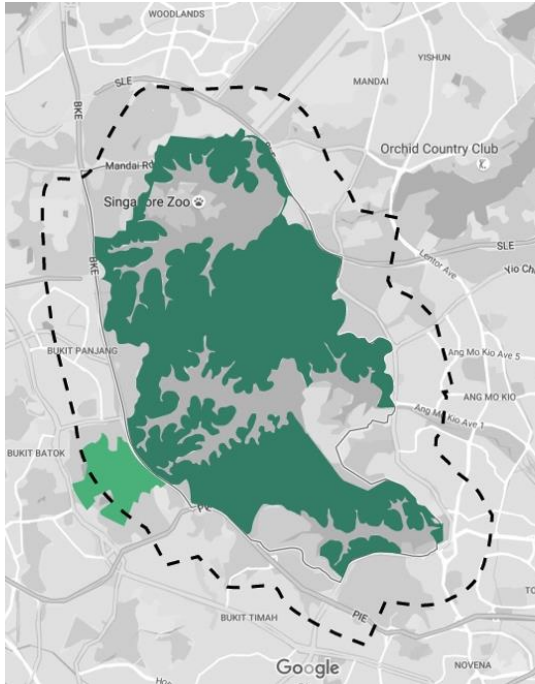 WOODLANDS
YISHUN
SLE
MANDAI
BKE
Orchid Country Club
Mandai Rd
Singapore Zoo
Lentor Ave
SLE
BKE
BUKIT PANJANG
Ang Mo Kio Ave 5
ANG MO KIO
Ang Mo Kio Ave 1
BUKIT BATOK
PIE
BUKIT TIMAH
Google
NOVENA